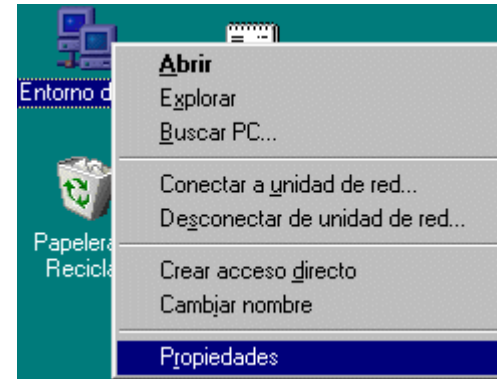 Entorno d
Abrir
Explorar
Buscar PC...
Conectar a unidad de red...
Desconectar de unidad de red...
Crear acceso directo
Cambiar nombre
Propiedades
Papelera
Recicla